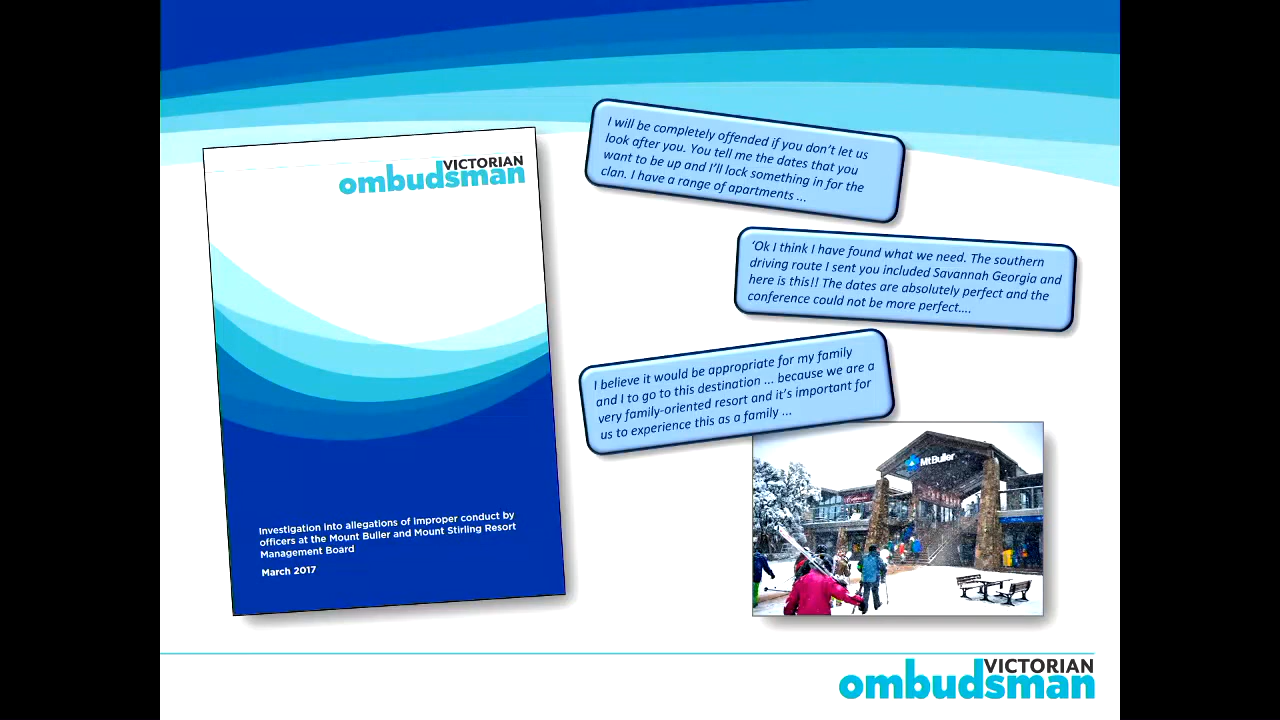 VICTORIAN
ombudsman
Investigation into allegations of improper conduct by
officers at the Mount Buller and Mount Stirling Resort
Management Board
March 2017
I will be completely offended if you don't let us
look after you. You tell me the dates that you
want to be up and I'll lock something in for the
clan. I have a range of apartments ...
'Ok I think I have found what we need. The southern
driving route I sent you included Savannah Georgia and
here is this!! The dates are absolutely perfect and the
conference could not be more perfect....
I believe it would be appropriate for my family
and I to go to this destination ... because we are a
very family-oriented resort and it's important for
us to experience this as a family ...
Mt Buller
VICTORIAN
ombudsman